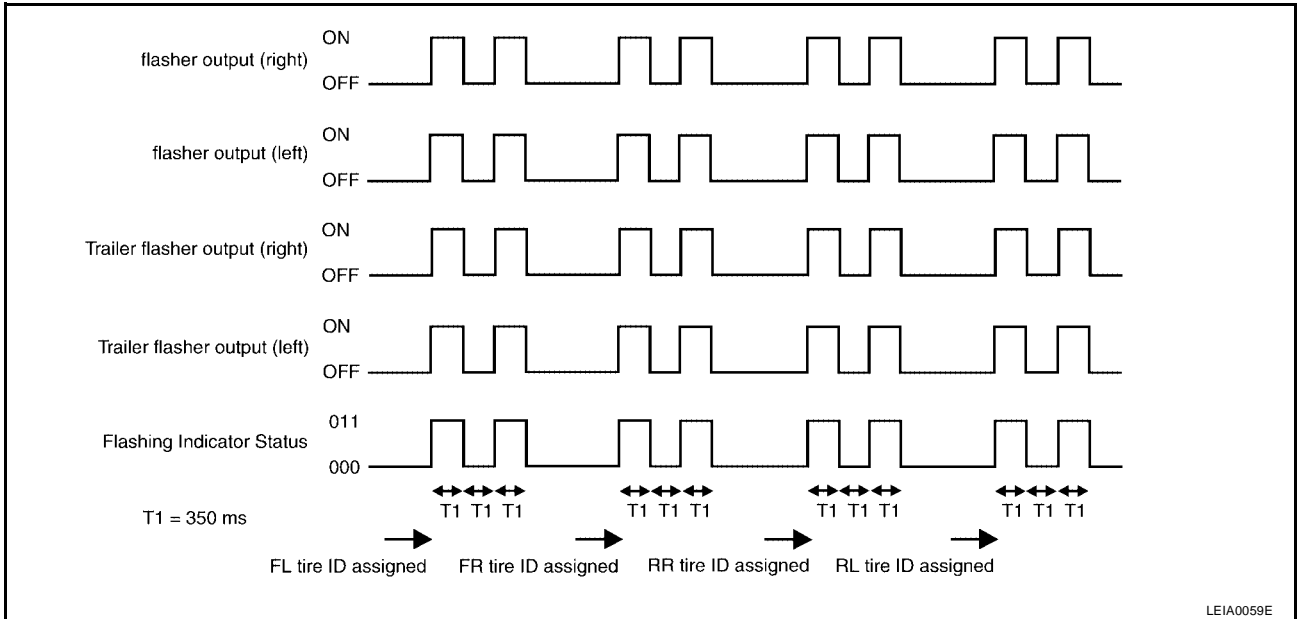 flasher output (right) ON
OFF
flasher output (left) ON
OFF
Trailer flasher output (right) ON
OFF
Trailer flasher output (left) ON
OFF
Flashing Indicator Status 011
000
T1 T1 T1 T1 T1 T1 T1 T1 T1 T1 T1 T1
T1 = 350 ms
FL tire ID assigned FR tire ID assigned RR tire ID assigned RL tire ID assigned
LEIA0059E